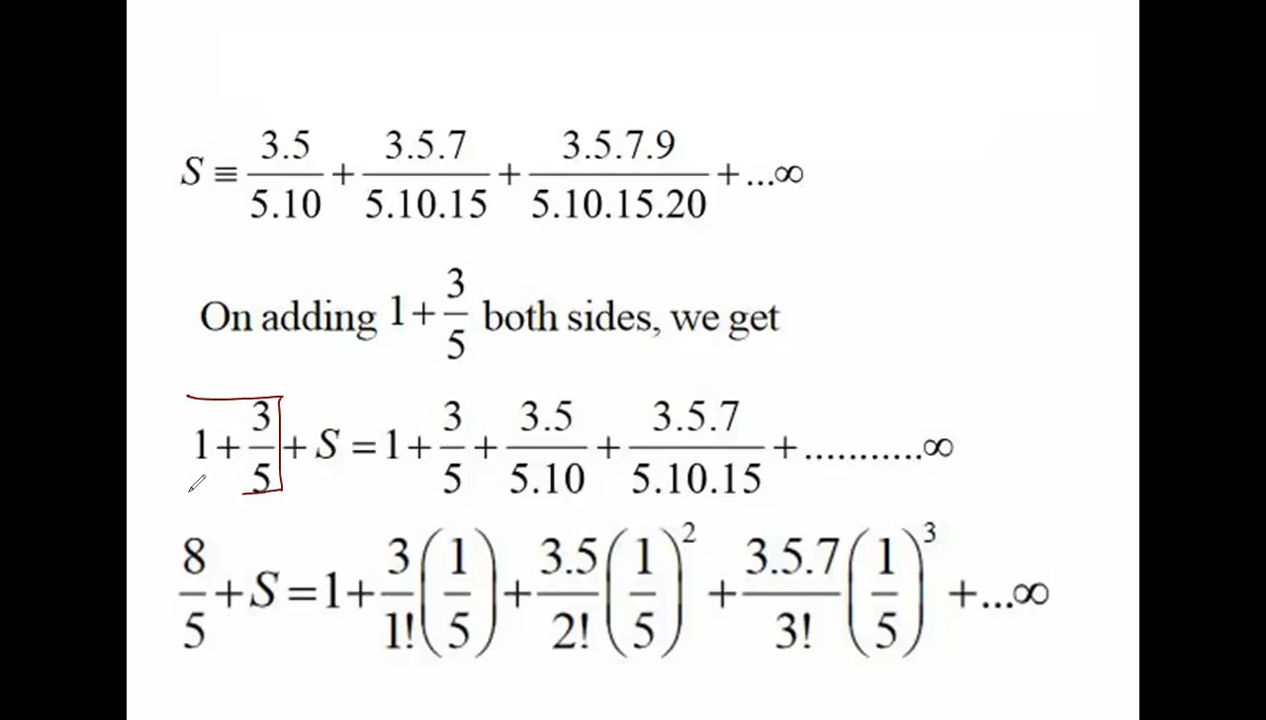 S ≡ 3.5/5.10 + 3.5.7/5.10.15 + 3.5.7.9/5.10.15.20 + ...∞
On adding 1 + 3/5 both sides, we get
1 + 3/5 + S = 1 + 3/5 + 3.5/5.10 + 3.5.7/5.10.15 + ...........∞
8/5 + S = 1 + 3/1! (1/5) + 3.5/2! (1/5)² + 3.5.7/3! (1/5)³ + ...∞